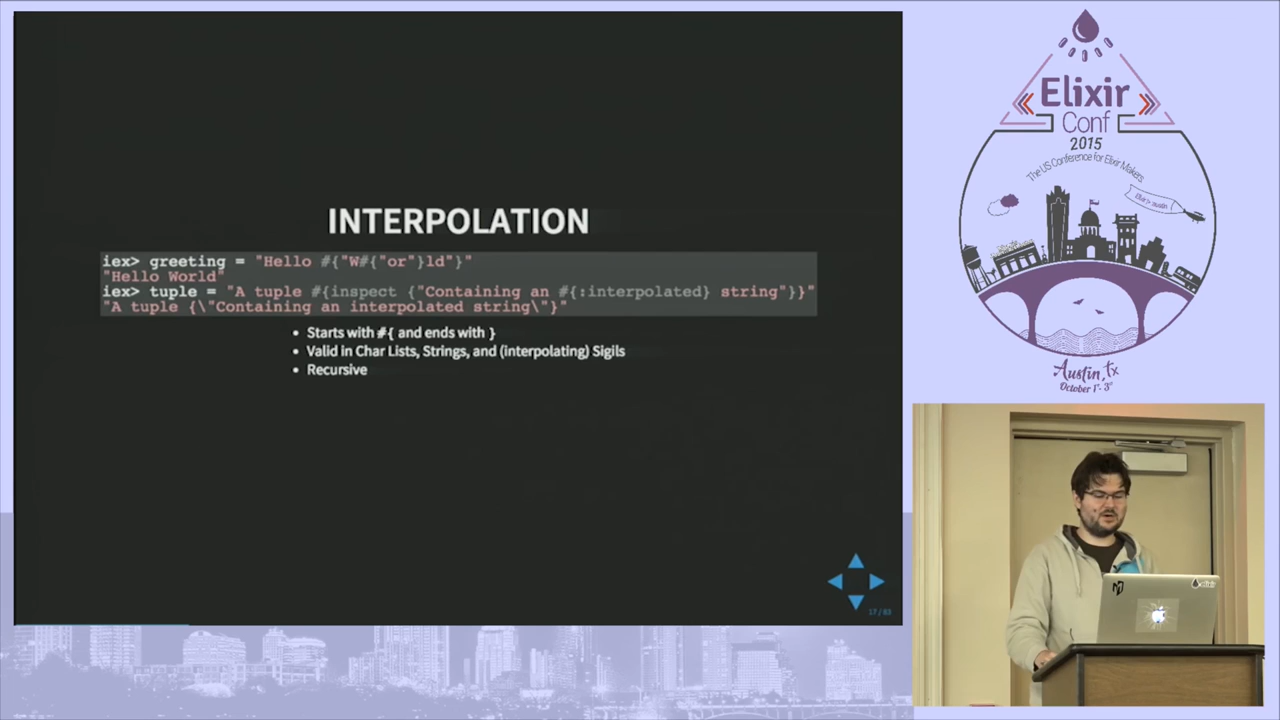 INTERPOLATION
iex> greeting = "Hello #{"W#{"or"}ld"}"
"Hello World"
iex> tuple = "A tuple #{inspect {"Containing an #{:interpolated} string"}}"
"A tuple {\"Containing an interpolated string\"}"
• Starts with #{ and ends with }
• Valid in Char Lists, Strings, and (interpolating) Sigils
• Recursive
17 / 63
Elixir
Conf
2015
The US Conference for Elixir Makers
Austin, TX
October 1st - 3rd